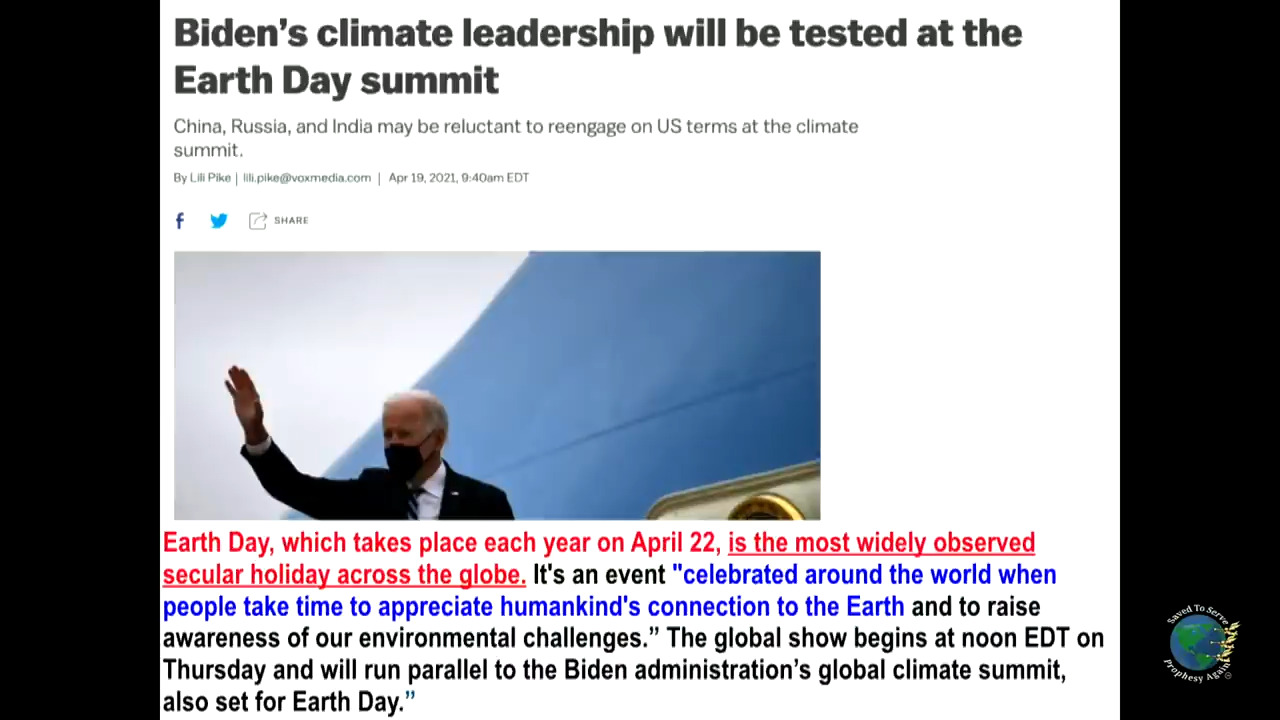 Biden’s climate leadership will be tested at the
Earth Day summit
China, Russia, and India may be reluctant to reengage on US terms at the climate
summit.
By Lili Pike | lili.pike@voxmedia.com | Apr 19, 2021, 9:40am EDT
SHARE
Earth Day, which takes place each year on April 22, is the most widely observed
secular holiday across the globe. It's an event "celebrated around the world when
people take time to appreciate humankind's connection to the Earth and to raise
awareness of our environmental challenges.” The global show begins at noon EDT on
Thursday and will run parallel to the Biden administration’s global climate summit,
also set for Earth Day.”
Saved To Serve
Prophesy Again